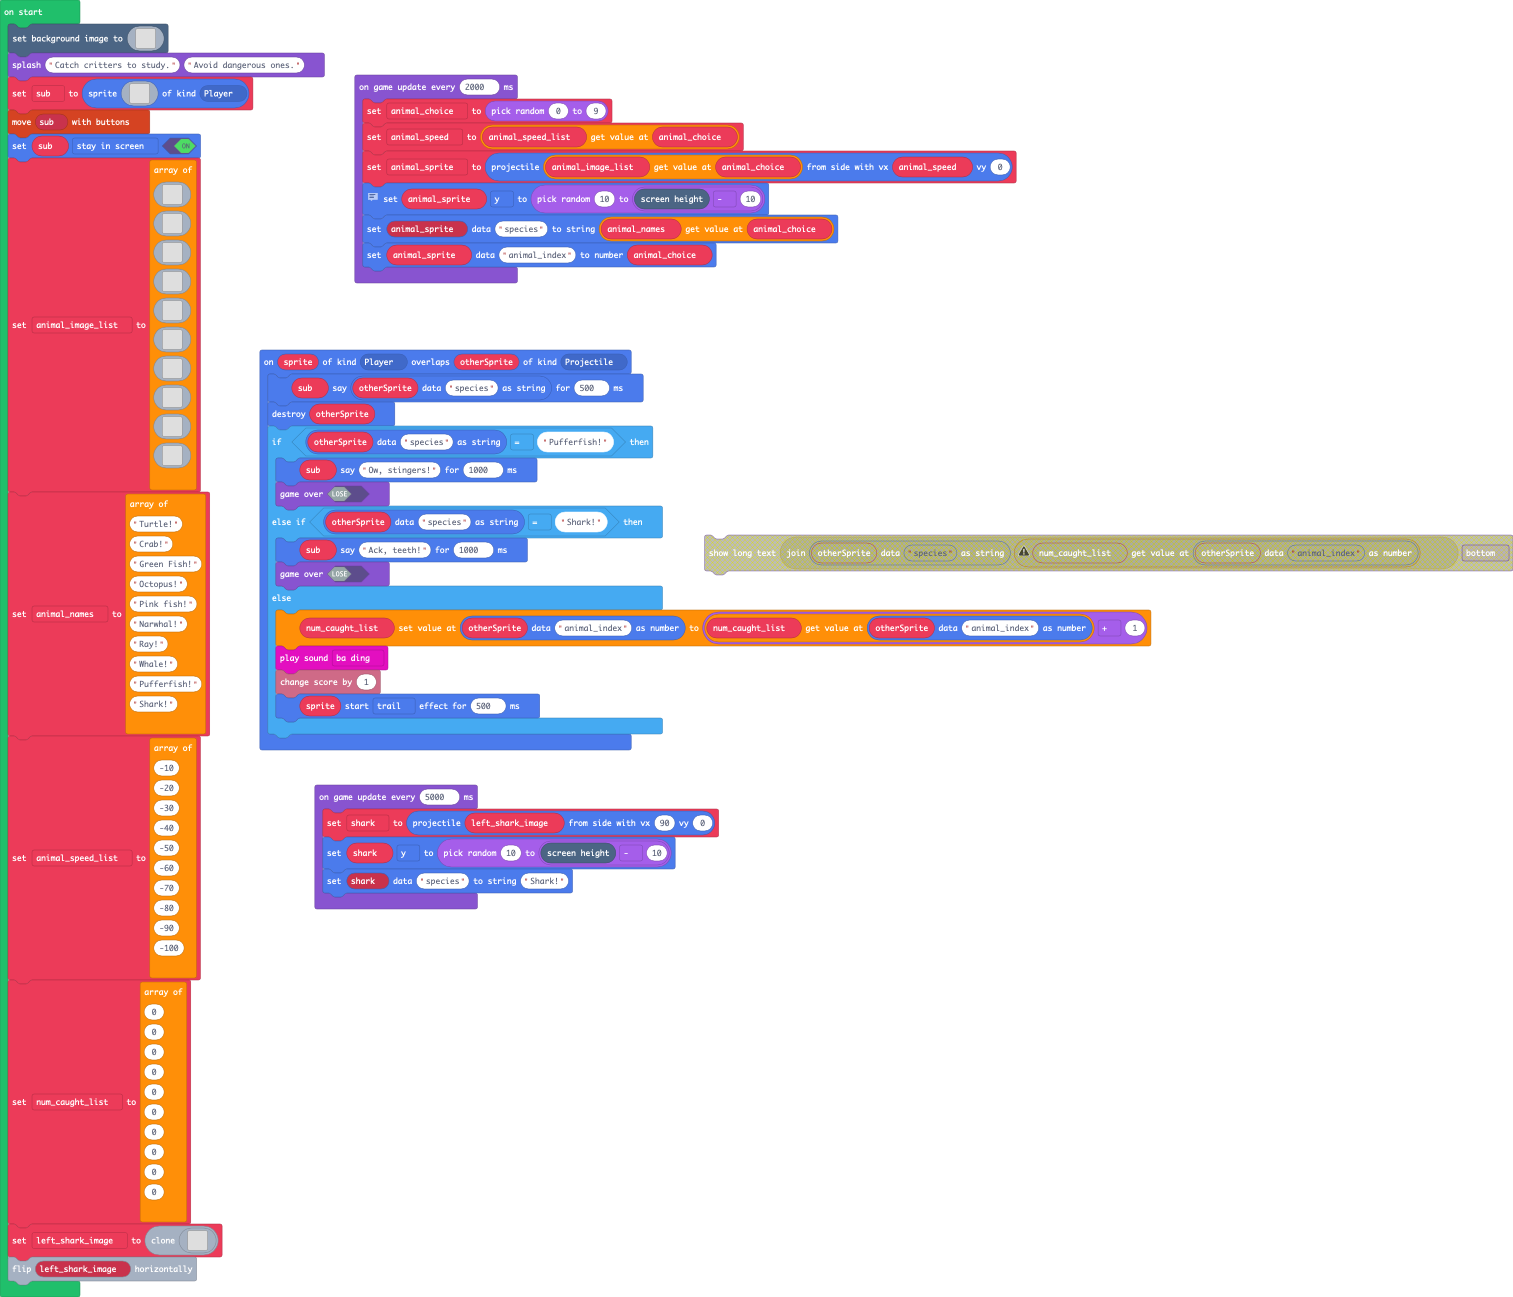 on start
set background image to
splash "Catch critters to study." "Avoid dangerous ones."
set sub to sprite of kind Player
move sub with buttons
set sub stay in screen ON
set animal_image_list to array of
set animal_names to array of
"Turtle!"
"Crab!"
"Green Fish!"
"Octopus!"
"Pink fish!"
"Narwhal!"
"Ray!"
"Whale!"
"Pufferfish!"
"Shark!"
set animal_speed_list to array of
-10
-20
-30
-40
-50
-60
-70
-80
-90
-100
set num_caught_list to array of
0
0
0
0
0
0
0
0
0
0
set left_shark_image to clone
flip left_shark_image horizontally
on game update every 2000 ms
set animal_choice to pick random 0 to 9
set animal_speed to animal_speed_list get value at animal_choice
set animal_sprite to projectile animal_image_list get value at animal_choice from side with vx animal_speed vy 0
set animal_sprite y to pick random 10 to screen height - 10
set animal_sprite data "species" to string animal_names get value at animal_choice
set animal_sprite data "animal_index" to number animal_choice
on sprite of kind Player overlaps otherSprite of kind Projectile
sub say otherSprite data "species" as string for 500 ms
destroy otherSprite
if otherSprite data "species" as string = "Pufferfish!" then
sub say "Ow, stingers!" for 1000 ms
game over LOSE
else if otherSprite data "species" as string = "Shark!" then
sub say "Ack, teeth!" for 1000 ms
game over LOSE
else
num_caught_list set value at otherSprite data "animal_index" as number to num_caught_list get value at otherSprite data "animal_index" as number + 1
play sound ba ding
change score by 1
sprite start trail effect for 500 ms
show long text join otherSprite data "species" as string num_caught_list get value at otherSprite data "animal_index" as number bottom
on game update every 5000 ms
set shark to projectile left_shark_image from side with vx 90 vy 0
set shark y to pick random 10 to screen height - 10
set shark data "species" to string "Shark!"